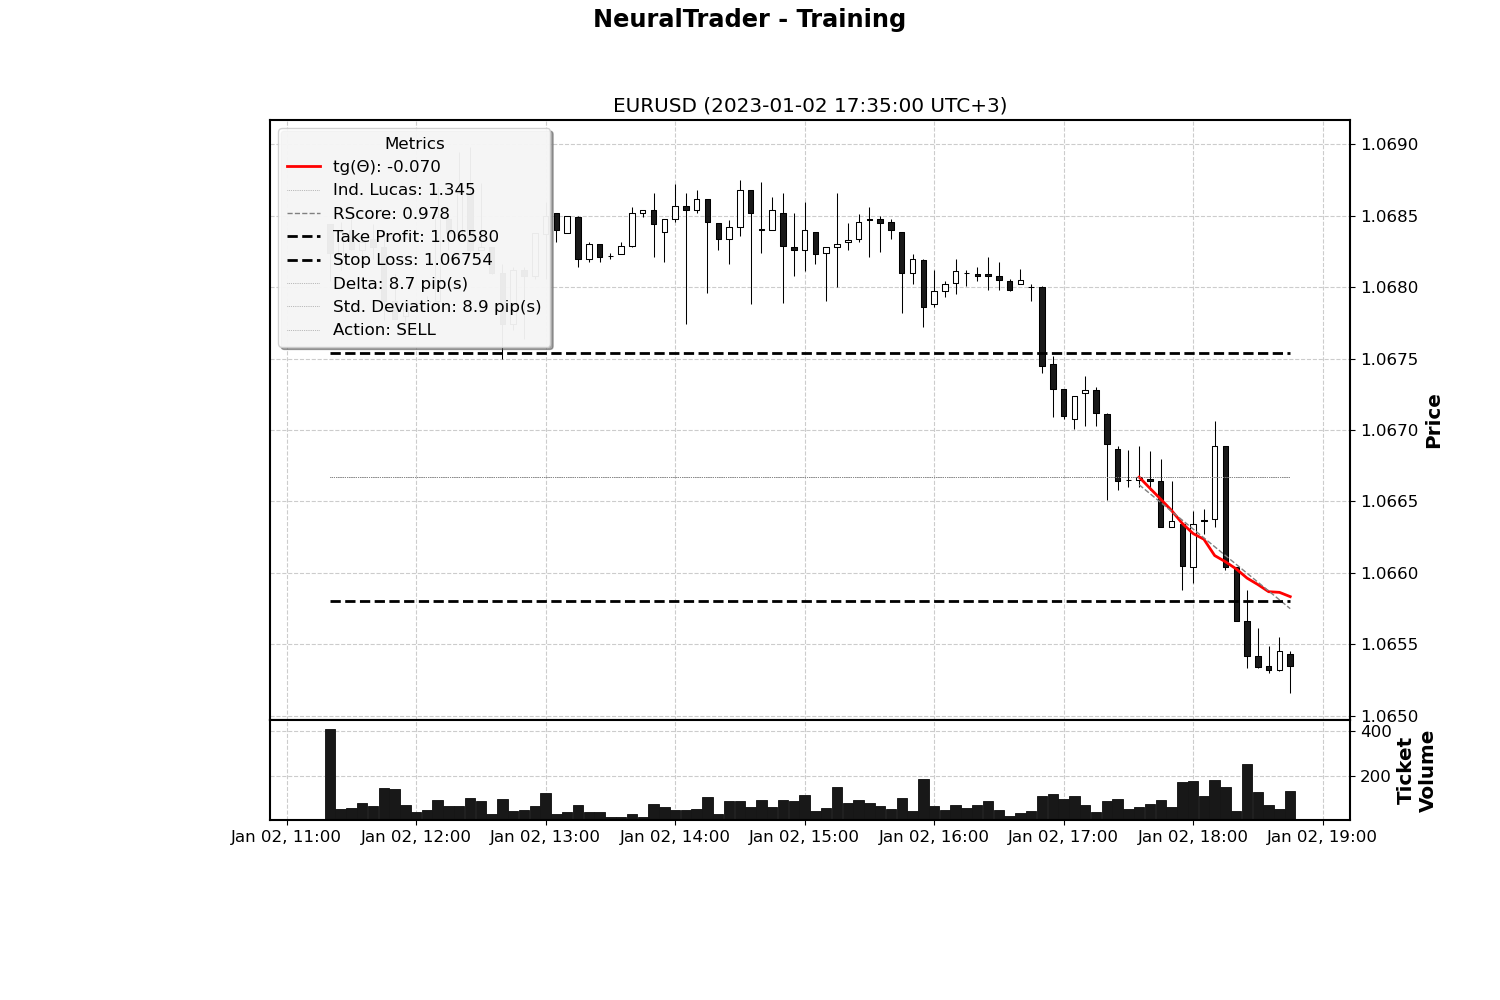 NeuralTrader - Training
EURUSD (2023-01-02 17:35:00 UTC+3)
Metrics
tg(Θ): -0.070
Ind. Lucas: 1.345
RScore: 0.978
Take Profit: 1.06580
Stop Loss: 1.06754
Delta: 8.7 pip(s)
Std. Deviation: 8.9 pip(s)
Action: SELL
1.0690
1.0685
1.0680
1.0675
1.0670
1.0665
1.0660
1.0655
1.0650
Price
400
200
Ticket
Volume
Jan 02, 11:00
Jan 02, 12:00
Jan 02, 13:00
Jan 02, 14:00
Jan 02, 15:00
Jan 02, 16:00
Jan 02, 17:00
Jan 02, 18:00
Jan 02, 19:00